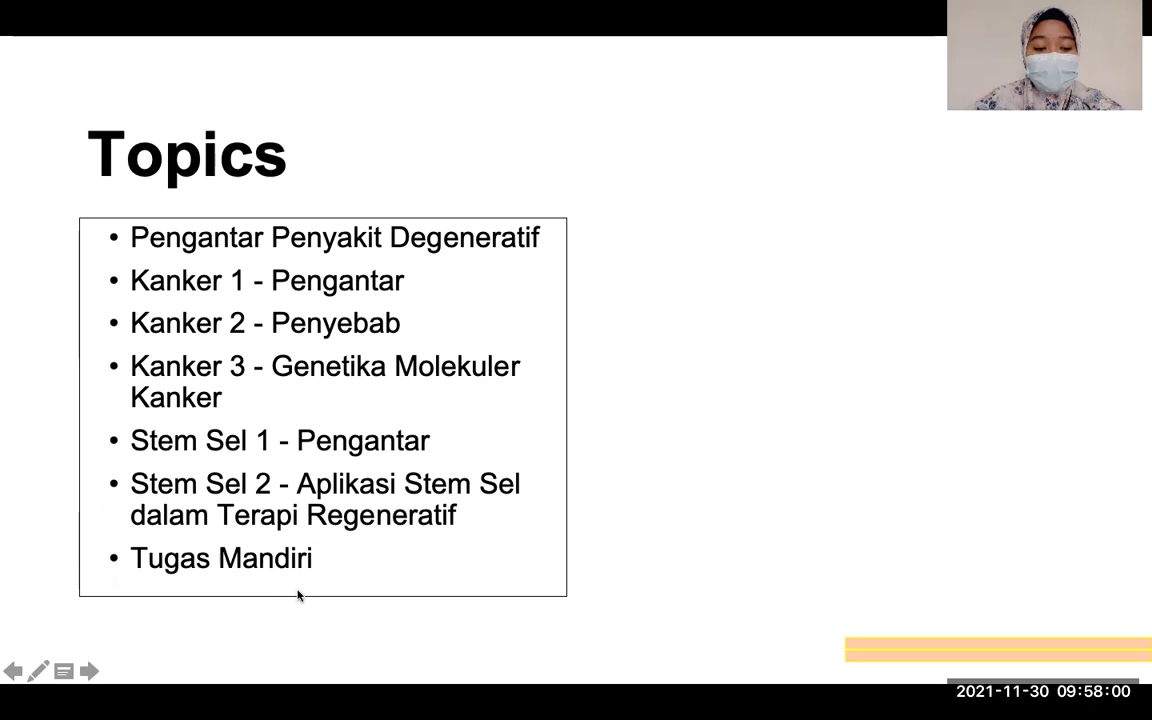 Topics
• Pengantar Penyakit Degeneratif
• Kanker 1 - Pengantar
• Kanker 2 - Penyebab
• Kanker 3 - Genetika Molekuler
Kanker
• Stem Sel 1 - Pengantar
• Stem Sel 2 - Aplikasi Stem Sel
dalam Terapi Regeneratif
• Tugas Mandiri
2021-11-30 09:58:00